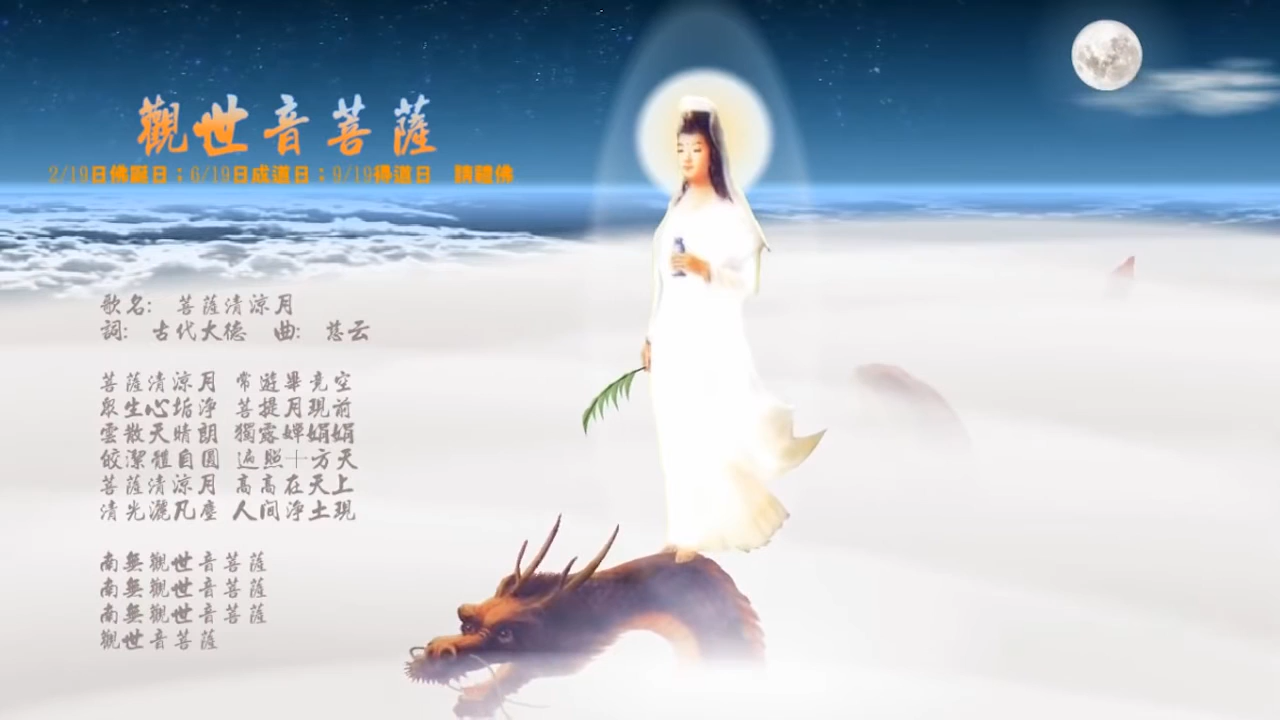 觀世音菩薩
2/19日佛誕日；6/19日成道日；9/19得道日 請禮佛
歌名: 菩薩清涼月
詞: 古代大德 曲: 慈云
菩薩清涼月 常遊畢竟空
眾生心垢淨 菩提月現前
雲散天晴朗 獨露嬋娟娟
皎潔體自圓 遍照十方天
菩薩清涼月 高高在天上
清光灑凡塵 人间淨土現
南無觀世音菩薩
南無觀世音菩薩
南無觀世音菩薩
觀世音菩薩